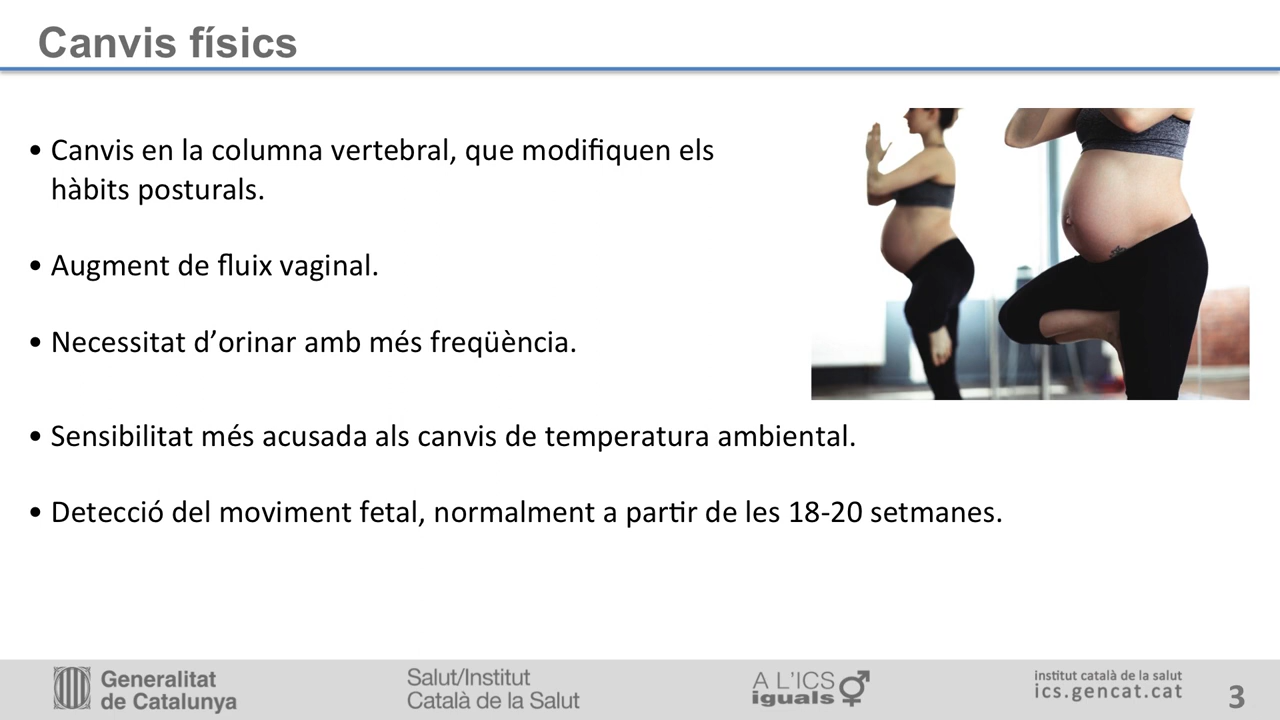 Canvis físics
• Canvis en la columna vertebral, que modifiquen els
hàbits posturals.
• Augment de fluix vaginal.
• Necessitat d’orinar amb més freqüència.
• Sensibilitat més acusada als canvis de temperatura ambiental.
• Detecció del moviment fetal, normalment a partir de les 18-20 setmanes.
Generalitat
de Catalunya
Salut/Institut
Català de la Salut
A L'ICS
iguals
institut català de la salut
ics.gencat.cat
3